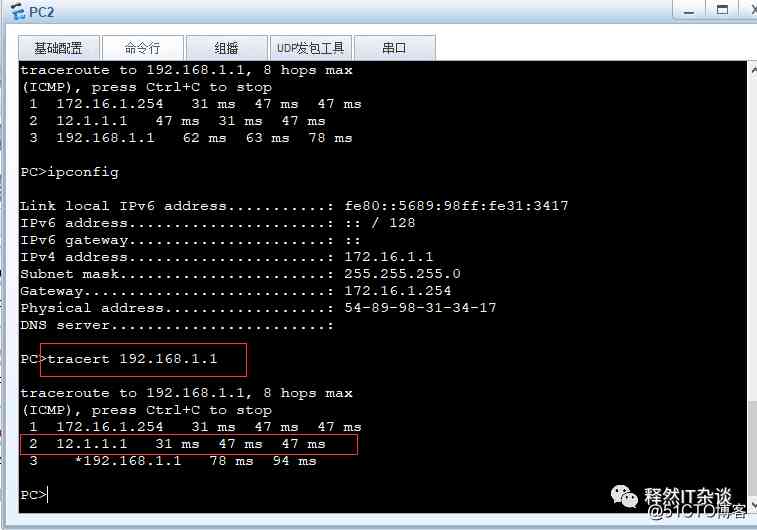 PC2
基础配置 命令行 组播 UDP发包工具 串口
traceroute to 192.168.1.1, 8 hops max
(ICMP), press Ctrl+C to stop
1 172.16.1.254 31 ms 47 ms 47 ms
2 12.1.1.1 47 ms 31 ms 47 ms
3 192.168.1.1 62 ms 63 ms 78 ms
PC>ipconfig
Link local IPv6 address...........: fe80::5689:98ff:fe31:3417
IPv6 address......................: :: / 128
IPv6 gateway......................: ::
IPv4 address......................: 172.16.1.1
Subnet mask.......................: 255.255.255.0
Gateway...........................: 172.16.1.254
Physical address..................: 54-89-98-31-34-17
DNS server........................:
PC>tracert 192.168.1.1
traceroute to 192.168.1.1, 8 hops max
(ICMP), press Ctrl+C to stop
1 172.16.1.254 31 ms 47 ms 47 ms
2 12.1.1.1 31 ms 47 ms 47 ms
3 *192.168.1.1 78 ms 94 ms
PC>
释然IT杂谈
@51CTO博客